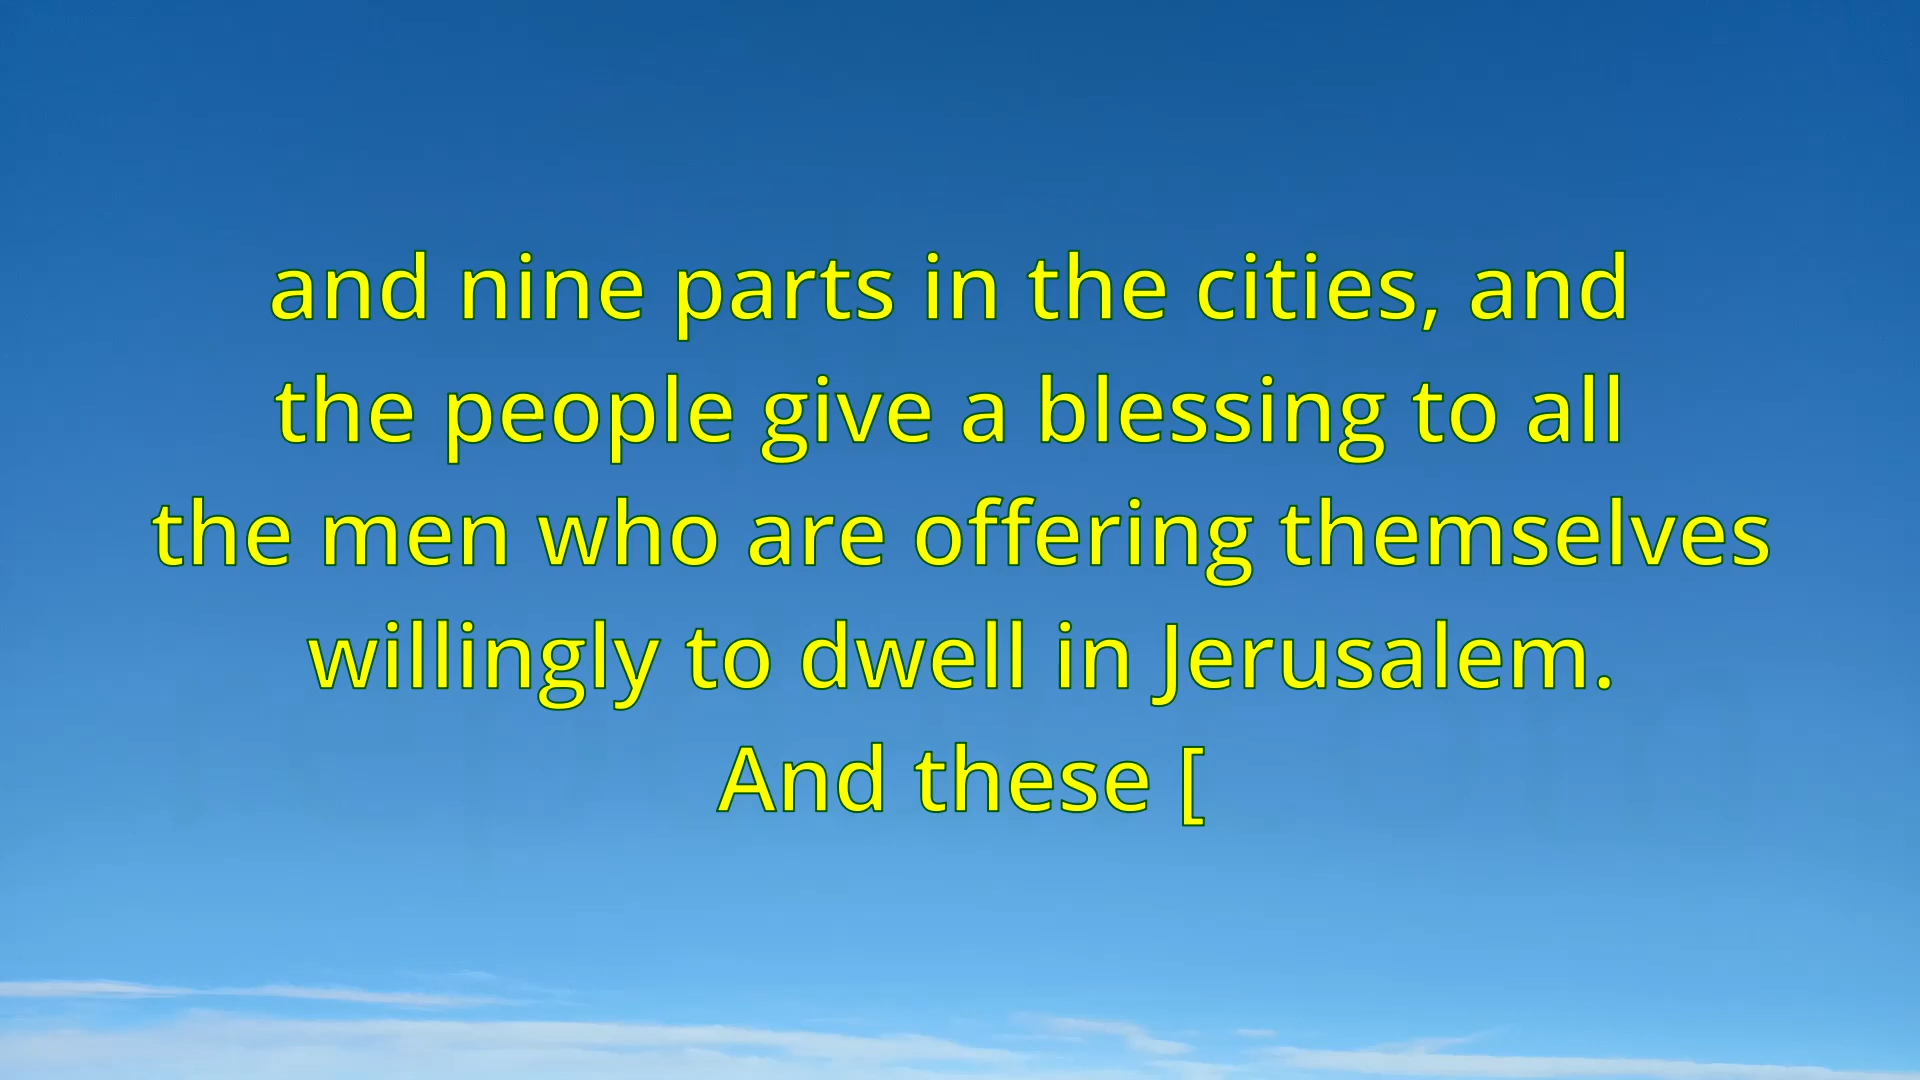 and nine parts in the cities, and
the people give a blessing to all
the men who are offering themselves
willingly to dwell in Jerusalem.
And these [